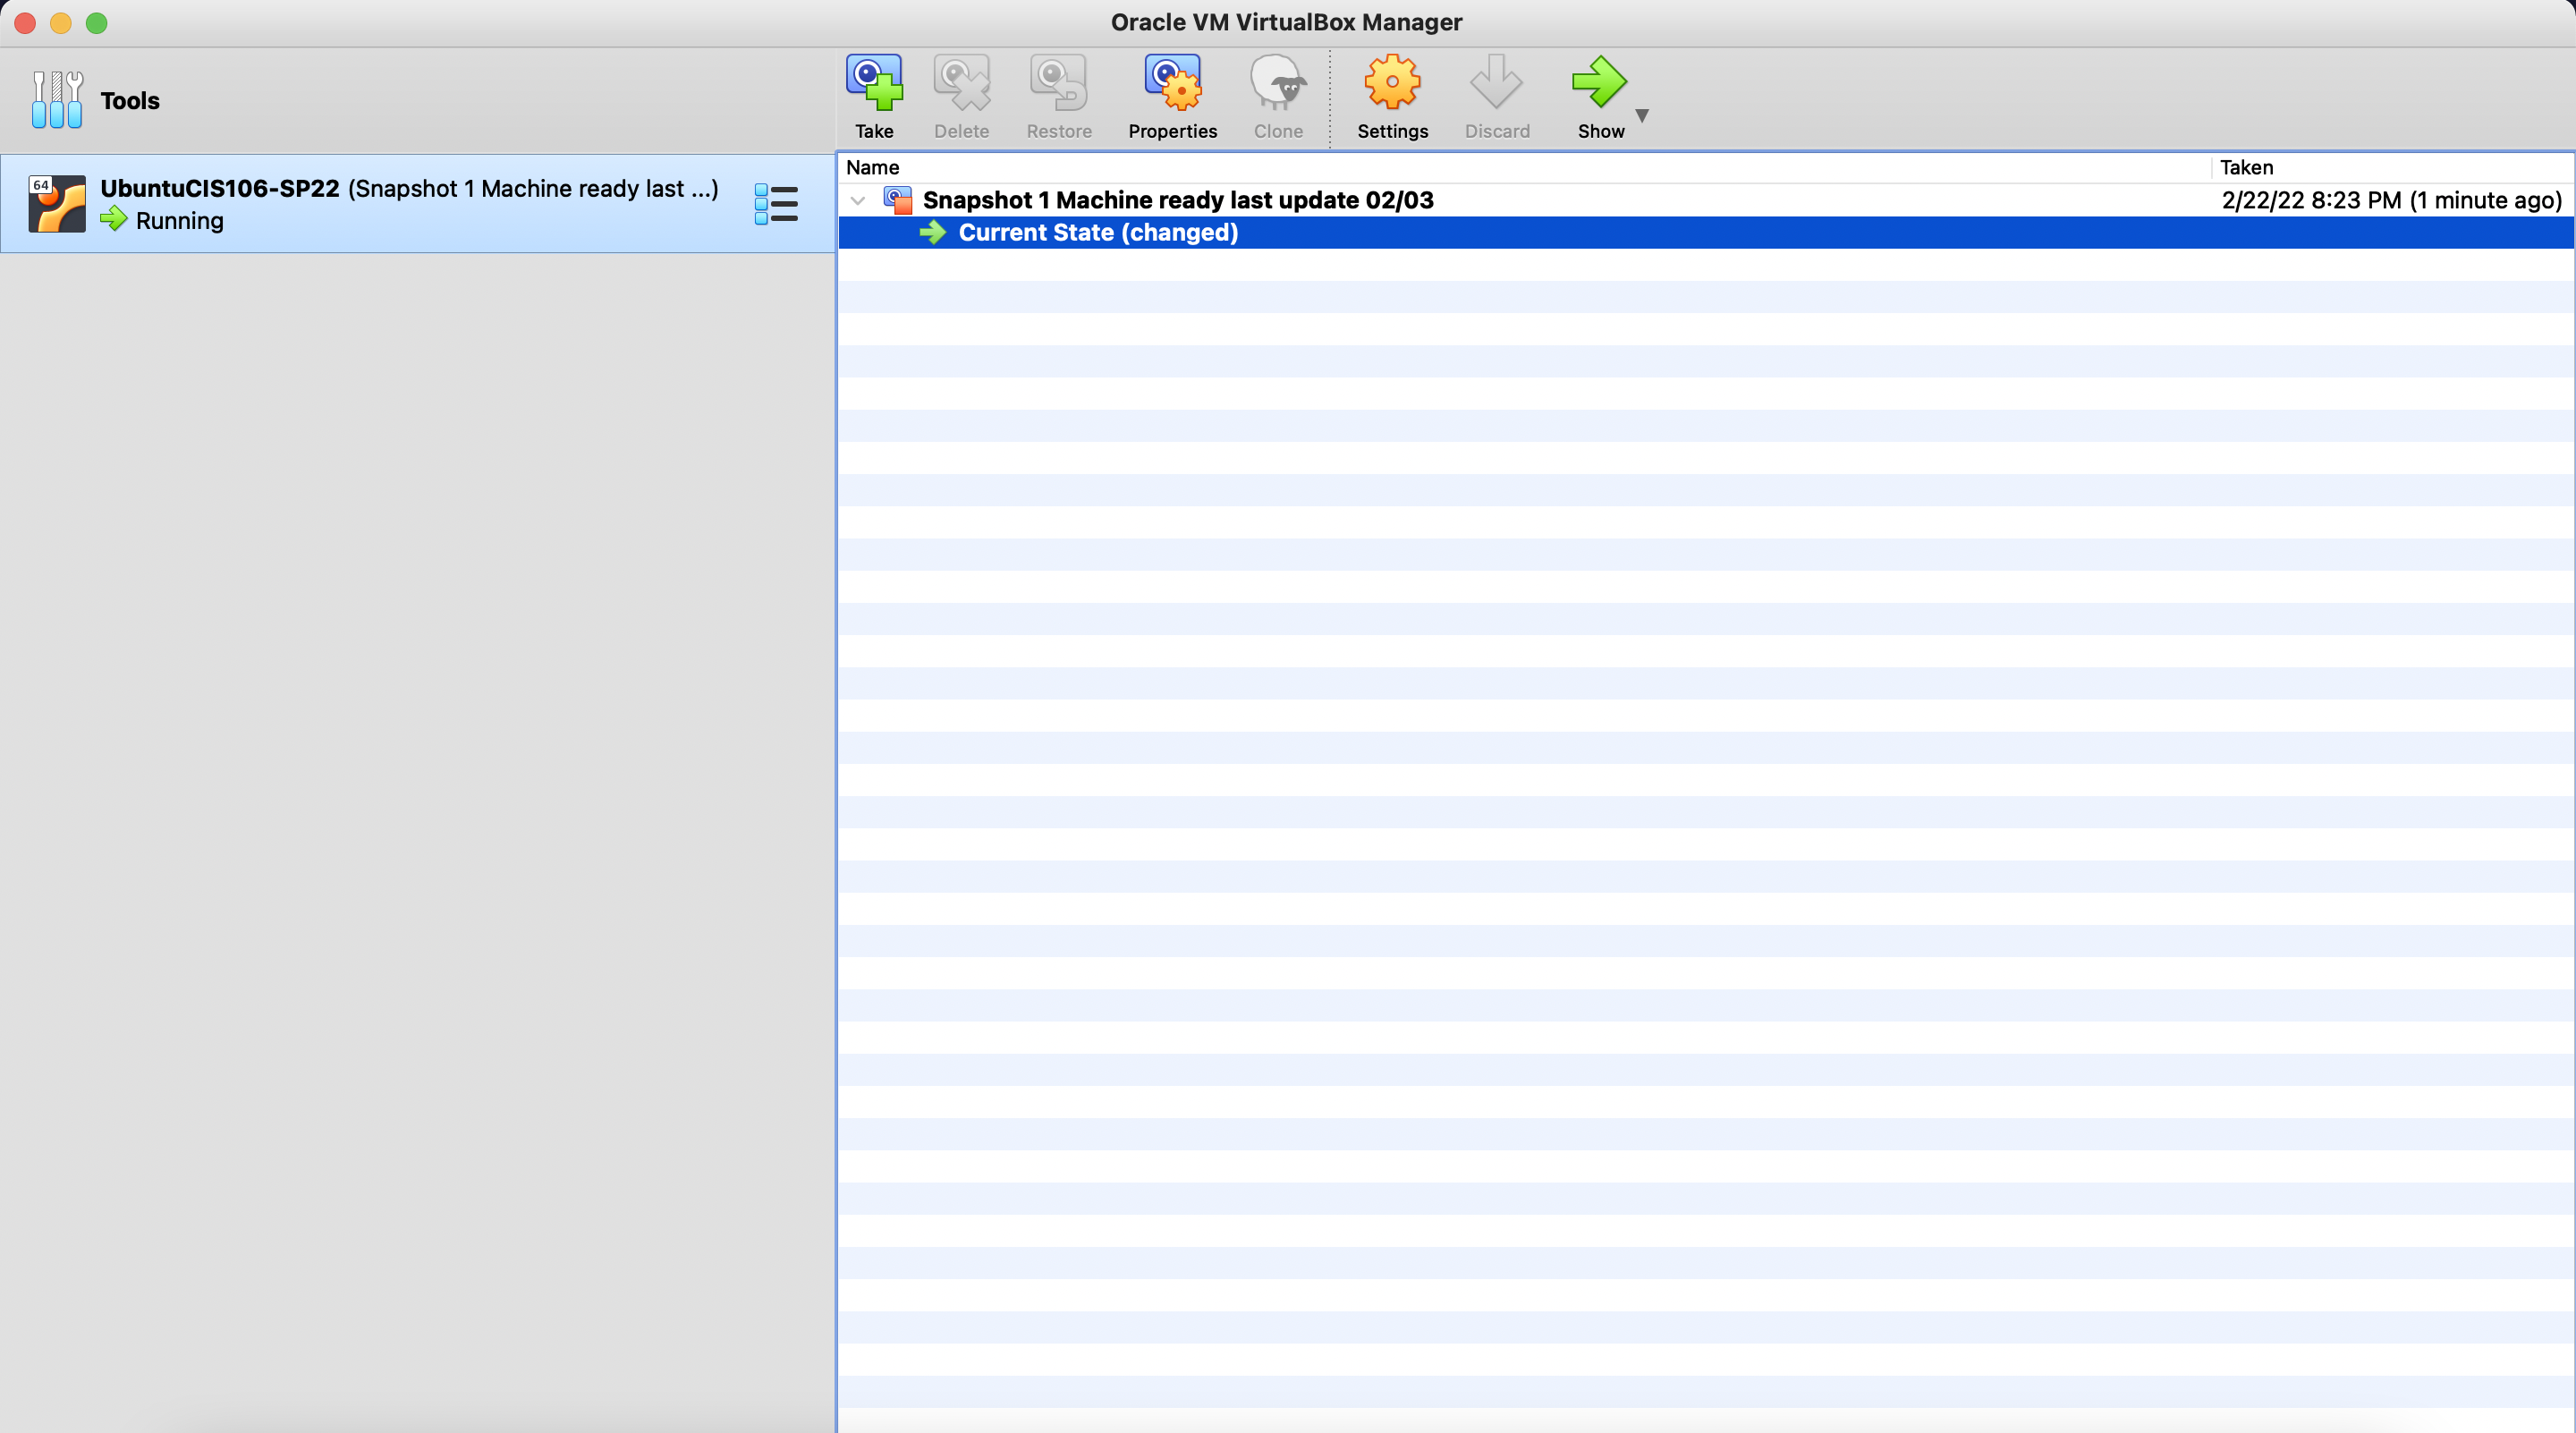 Oracle VM VirtualBox Manager
Tools
Take
Delete
Restore
Properties
Clone
Settings
Discard
Show
64
UbuntuCIS106-SP22 (Snapshot 1 Machine ready last ...)
Running
Name
Taken
Snapshot 1 Machine ready last update 02/03
2/22/22 8:23 PM (1 minute ago)
Current State (changed)